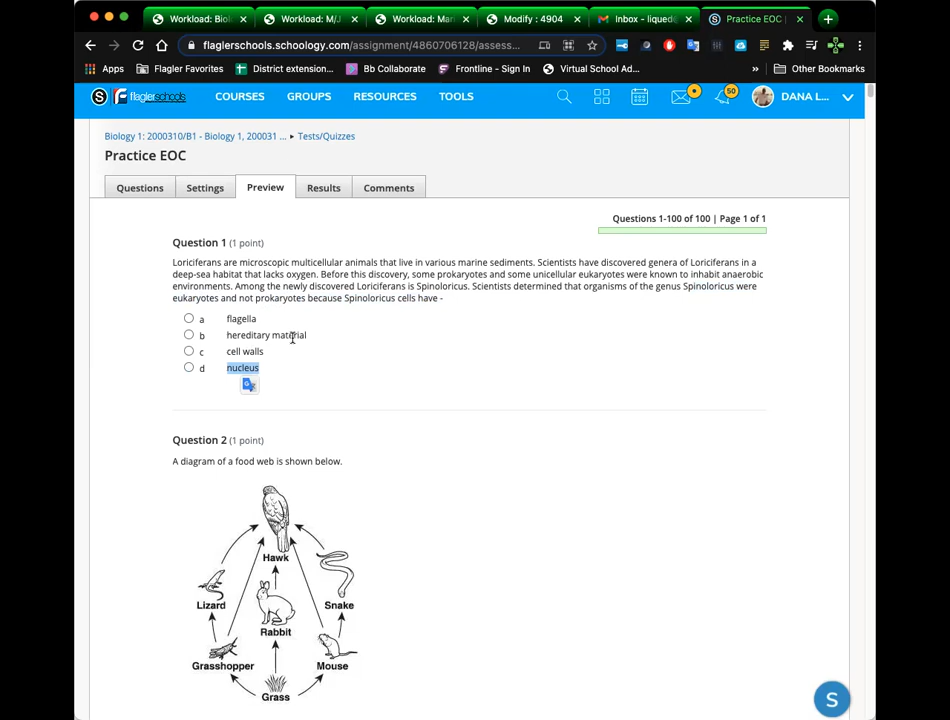 Workload: Biol
Workload: M/J
Workload: Man
Modify : 4904
Inbox - liqued@
Practice EOC |
flaglerschools.schoology.com/assignment/4860706128/assess...
Apps
Flagler Favorites
District extension...
Bb Collaborate
Frontline - Sign In
Virtual School Ad...
»
Other Bookmarks
S flaglerschools
COURSES
GROUPS
RESOURCES
TOOLS
50
DANA L...
Biology 1: 2000310/B1 - Biology 1, 200031 ... ▸ Tests/Quizzes
Practice EOC
Questions
Settings
Preview
Results
Comments
Questions 1-100 of 100 | Page 1 of 1
Question 1 (1 point)
Loriciferans are microscopic multicellular animals that live in various marine sediments. Scientists have discovered genera of Loriciferans in a
deep-sea habitat that lacks oxygen. Before this discovery, some prokaryotes and some unicellular eukaryotes were known to inhabit anaerobic
environments. Among the newly discovered Loriciferans is Spinoloricus. Scientists determined that organisms of the genus Spinoloricus were
eukaryotes and not prokaryotes because Spinoloricus cells have -
a flagella
b hereditary material
c cell walls
d nucleus
Question 2 (1 point)
A diagram of a food web is shown below.
Hawk
Lizard
Snake
Rabbit
Grasshopper
Mouse
Grass
S